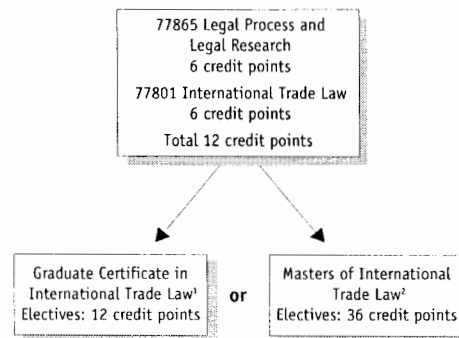 77865 Legal Process and
Legal Research
6 credit points
77801 International Trade Law
6 credit points
Total 12 credit points
Graduate Certificate in
International Trade Law¹
Electives: 12 credit points
or
Masters of International
Trade Law²
Electives: 36 credit points